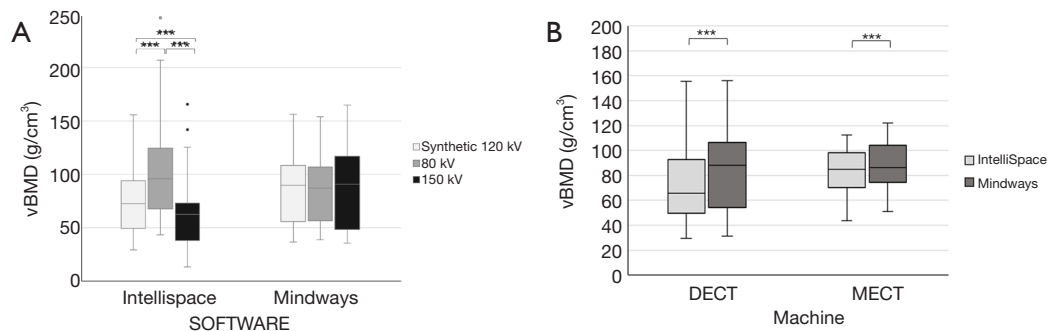 A
vBMD (g/cm³)
250
200
150
100
50
0
***
*** ***
Intellispace Mindways
SOFTWARE
Synthetic 120 kV
80 kV
150 kV
B
vBMD (g/cm³)
200
180
160
140
120
100
80
60
40
20
0
*** ***
DECT MECT
Machine
IntelliSpace
Mindways